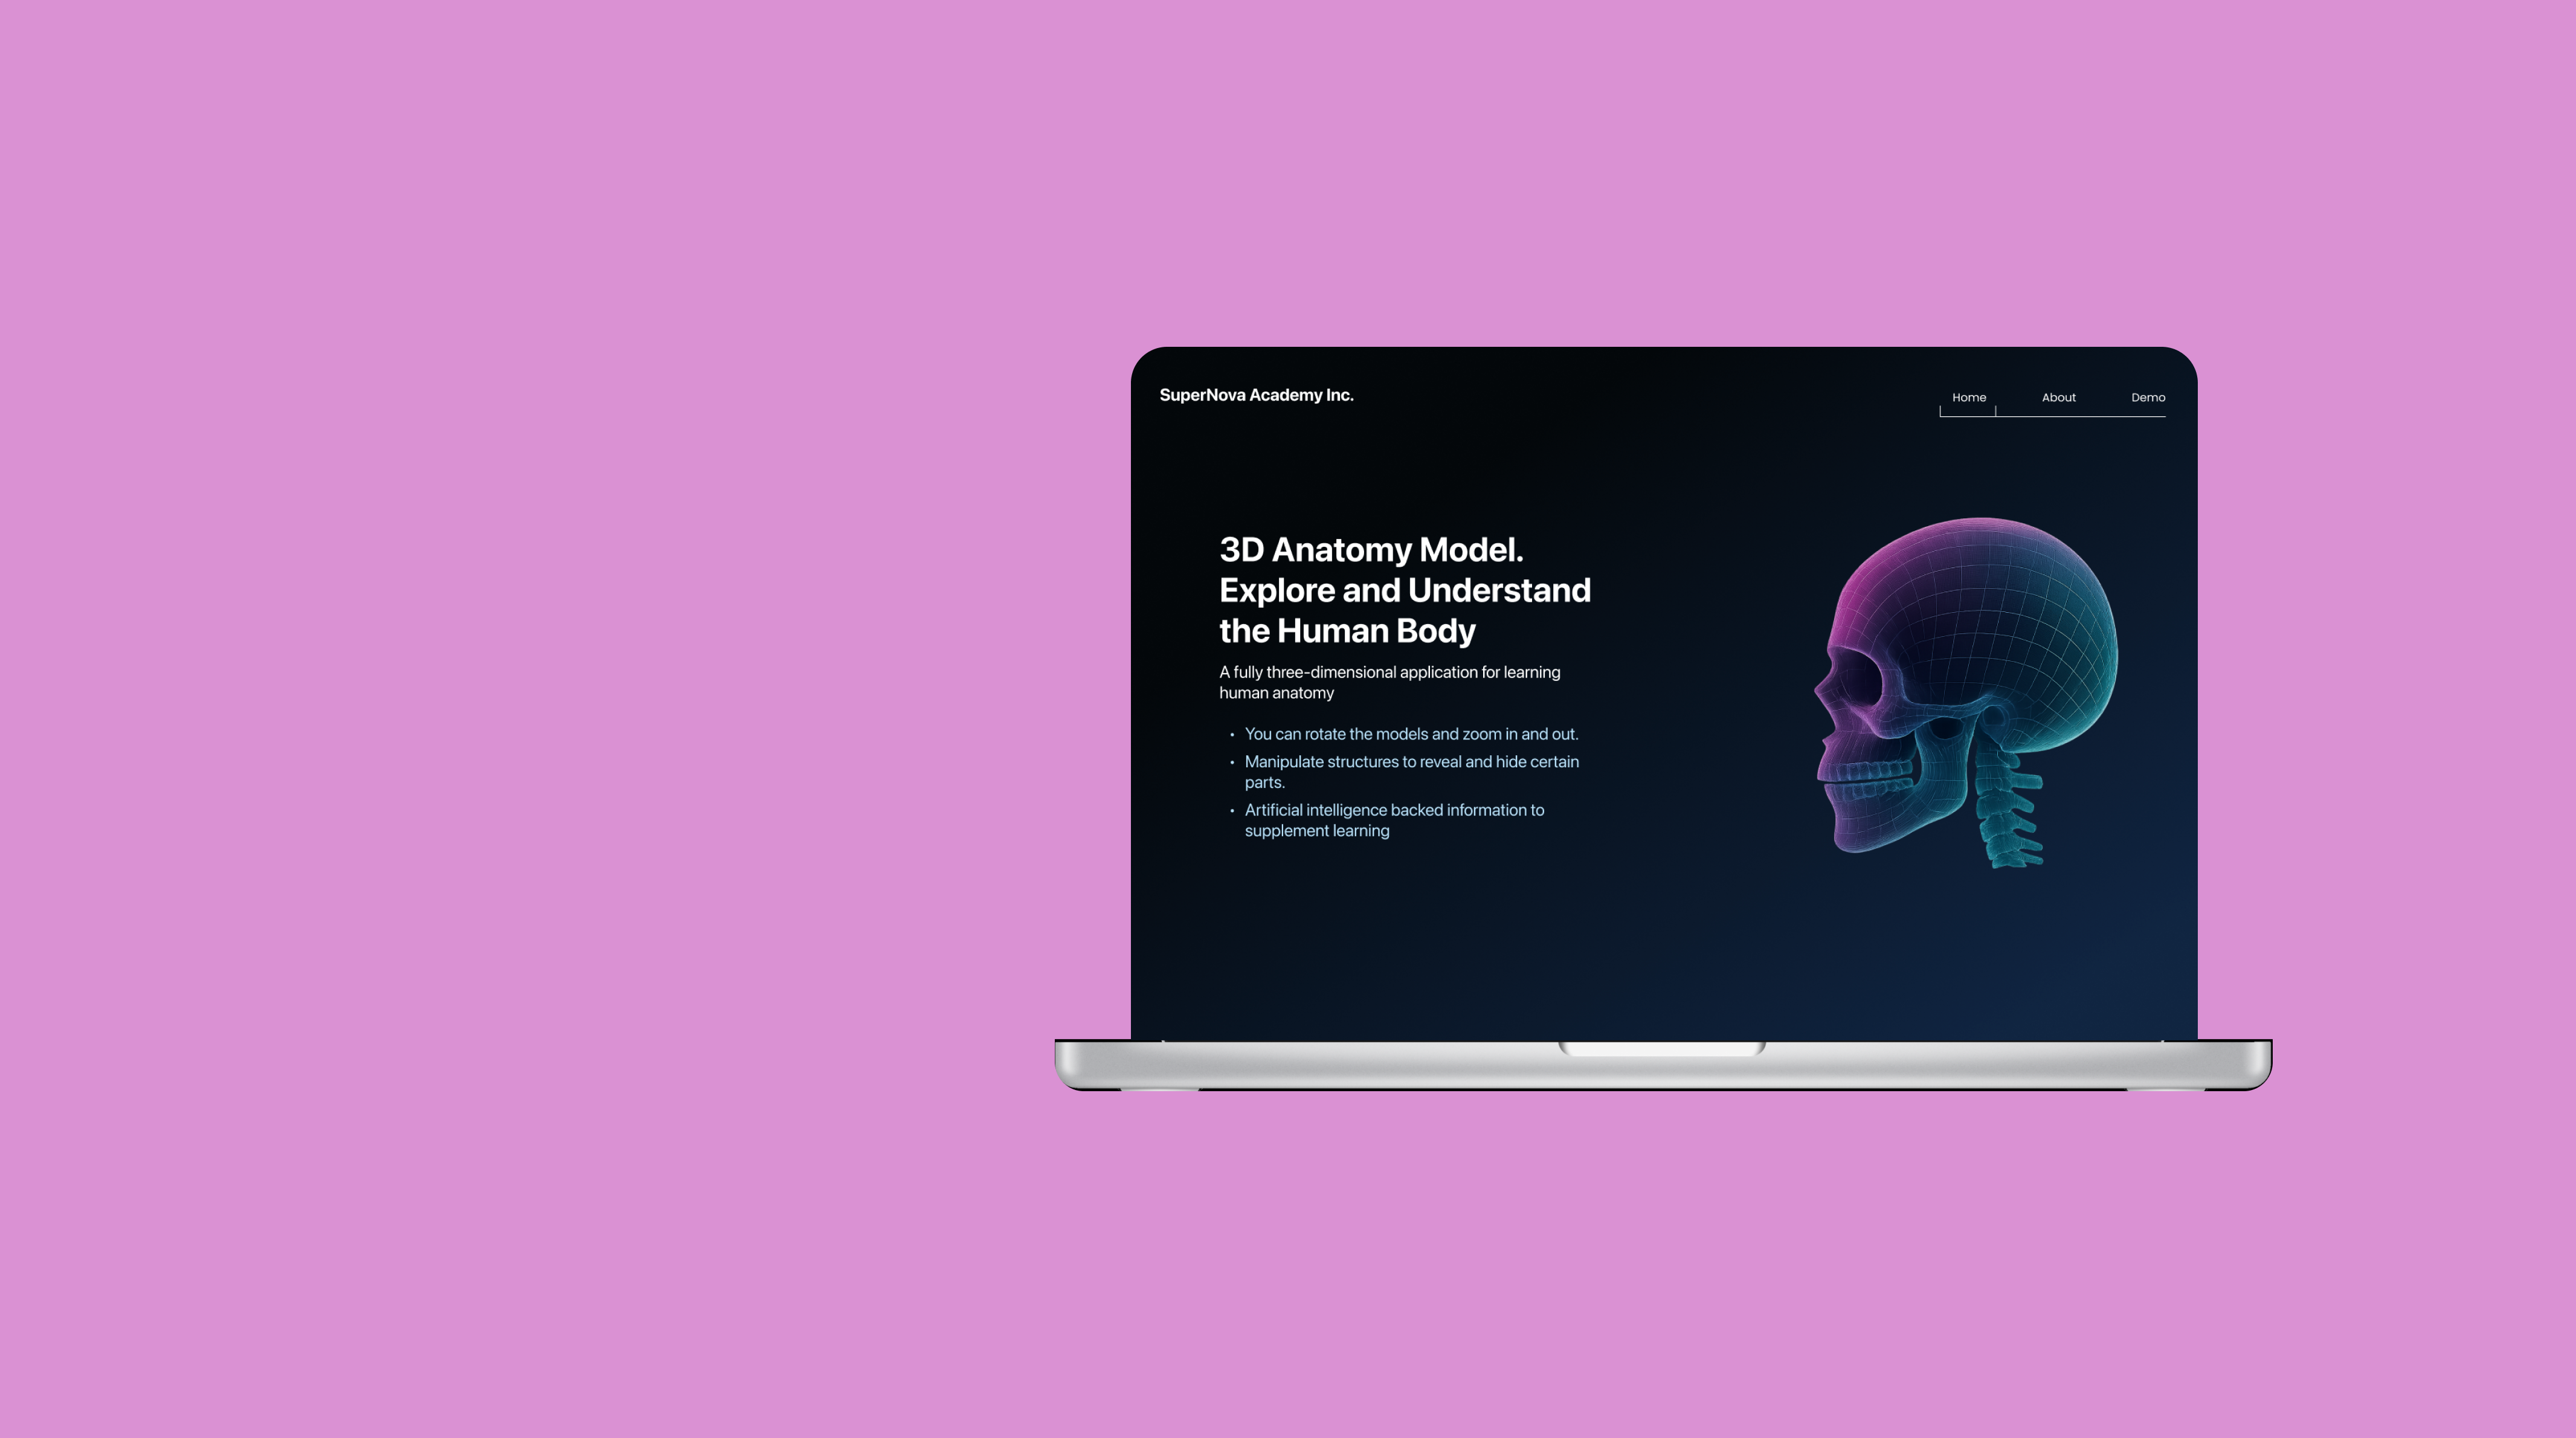 SuperNova Academy Inc.
Home About Demo
3D Anatomy Model.
Explore and Understand
the Human Body
A fully three-dimensional application for learning
human anatomy
• You can rotate the models and zoom in and out.
• Manipulate structures to reveal and hide certain
parts.
• Artificial intelligence backed information to
supplement learning